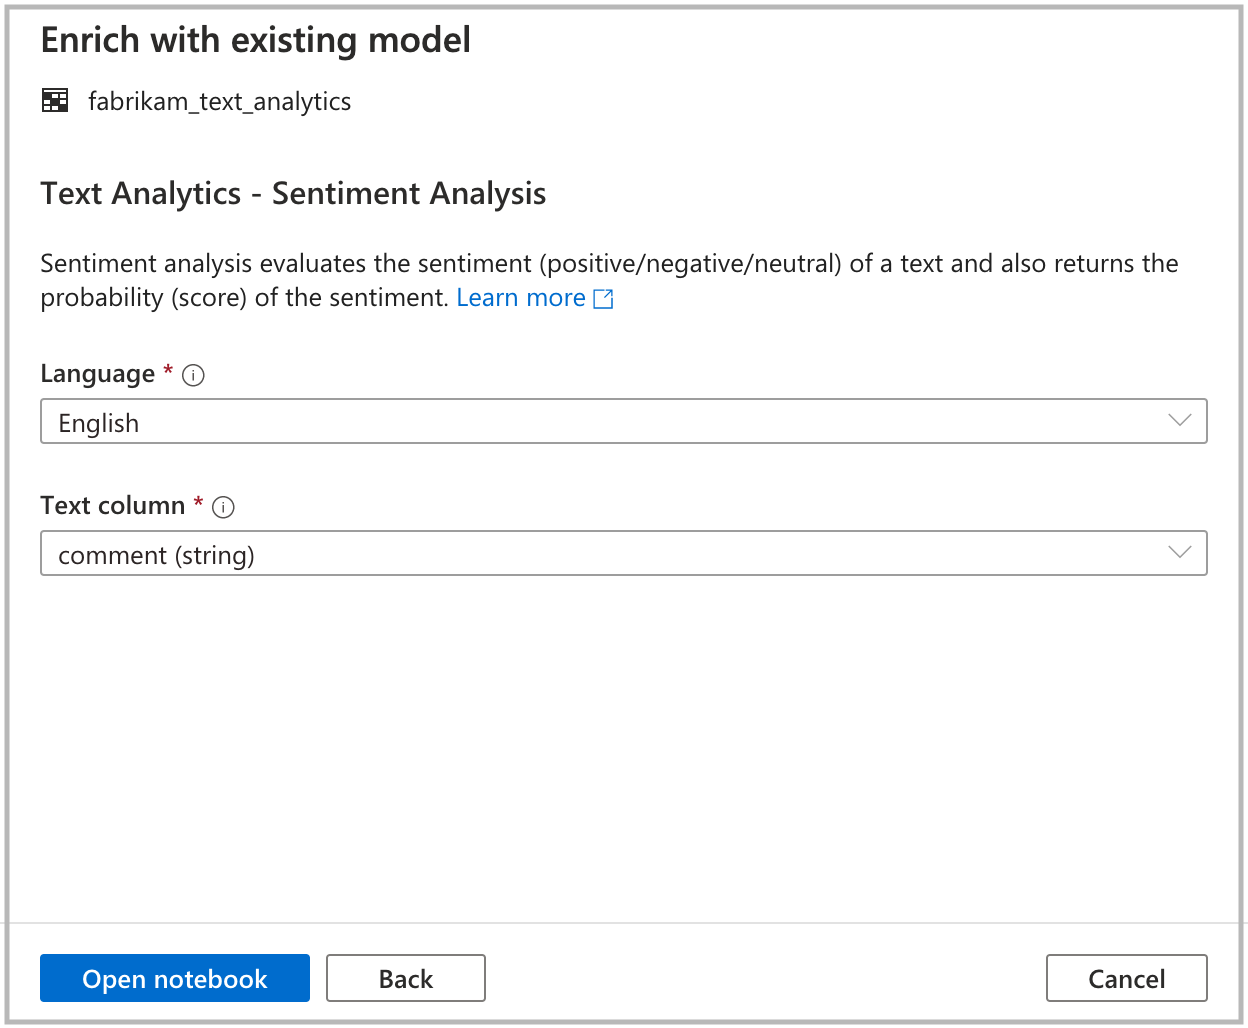 Enrich with existing model
fabrikam_text_analytics
Text Analytics - Sentiment Analysis
Sentiment analysis evaluates the sentiment (positive/negative/neutral) of a text and also returns the
probability (score) of the sentiment. Learn more
Language *
English
Text column *
comment (string)
Open notebook
Back
Cancel